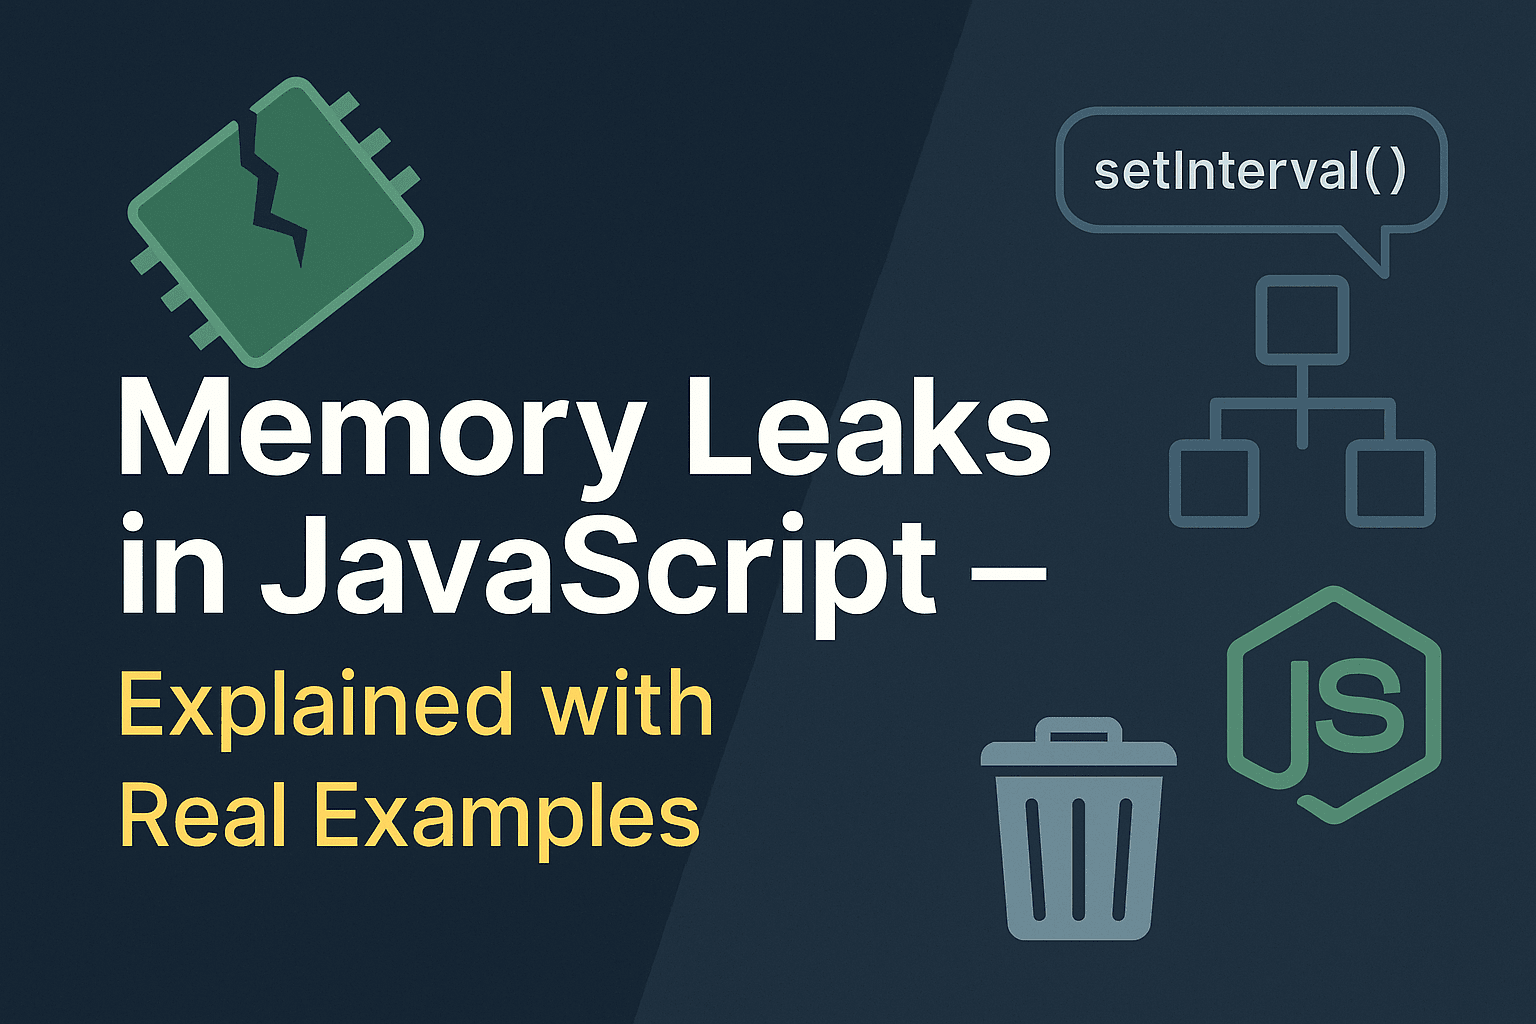 setInterval()
Memory Leaks
in JavaScript –
Explained with
Real Examples
JS